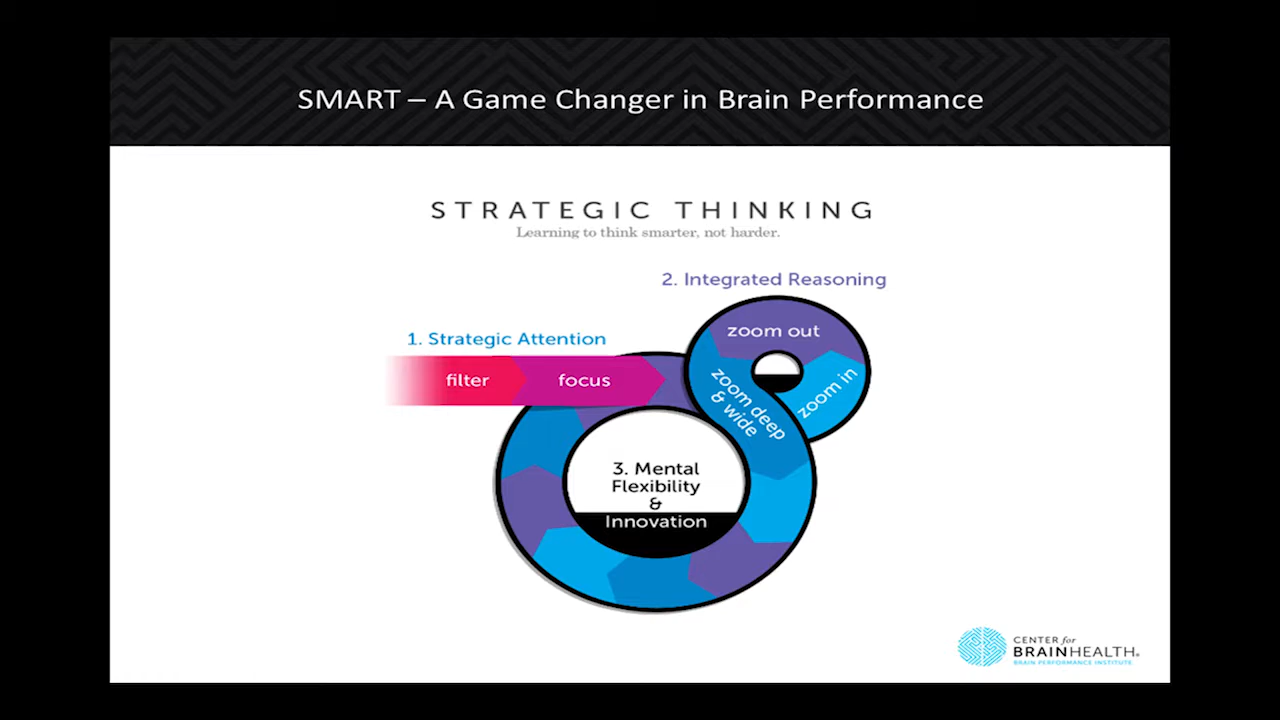 SMART – A Game Changer in Brain Performance
STRATEGIC THINKING
Learning to think smarter, not harder.
2. Integrated Reasoning
1. Strategic Attention
zoom out
filter
focus
zoom deep
& wide
zoom in
3. Mental
Flexibility
&
Innovation
CENTER for
BRAINHEALTH®
BRAIN PERFORMANCE INSTITUTE